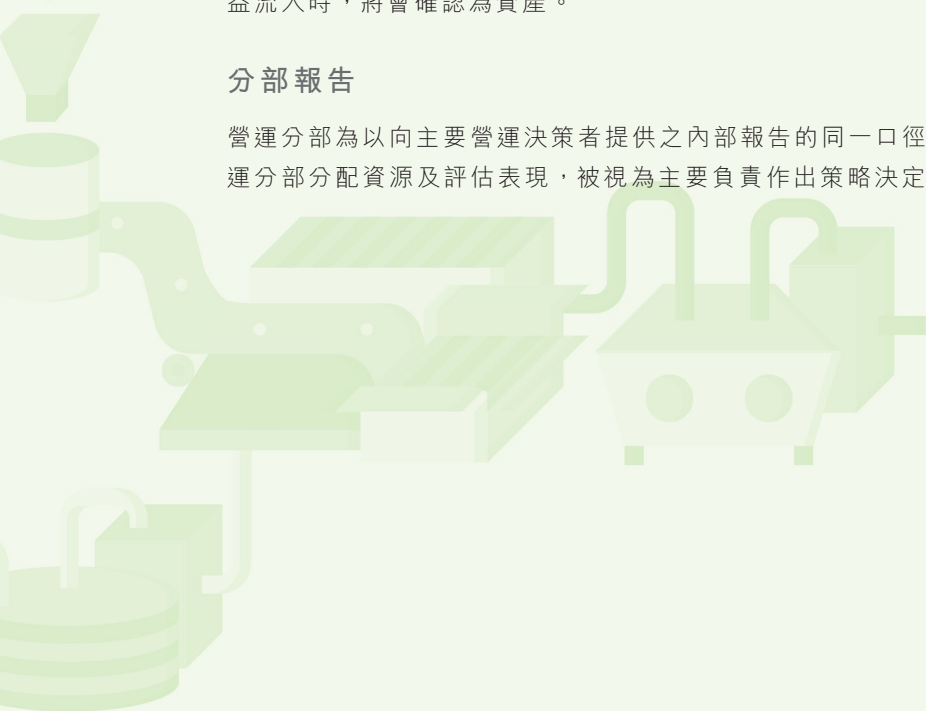 益流入時，將會確認為資產。
分部報告
營運分部為以向主要營運決策者提供之內部報告的同一口徑
運分部分配資源及評估表現，被視為主要負責作出策略決定